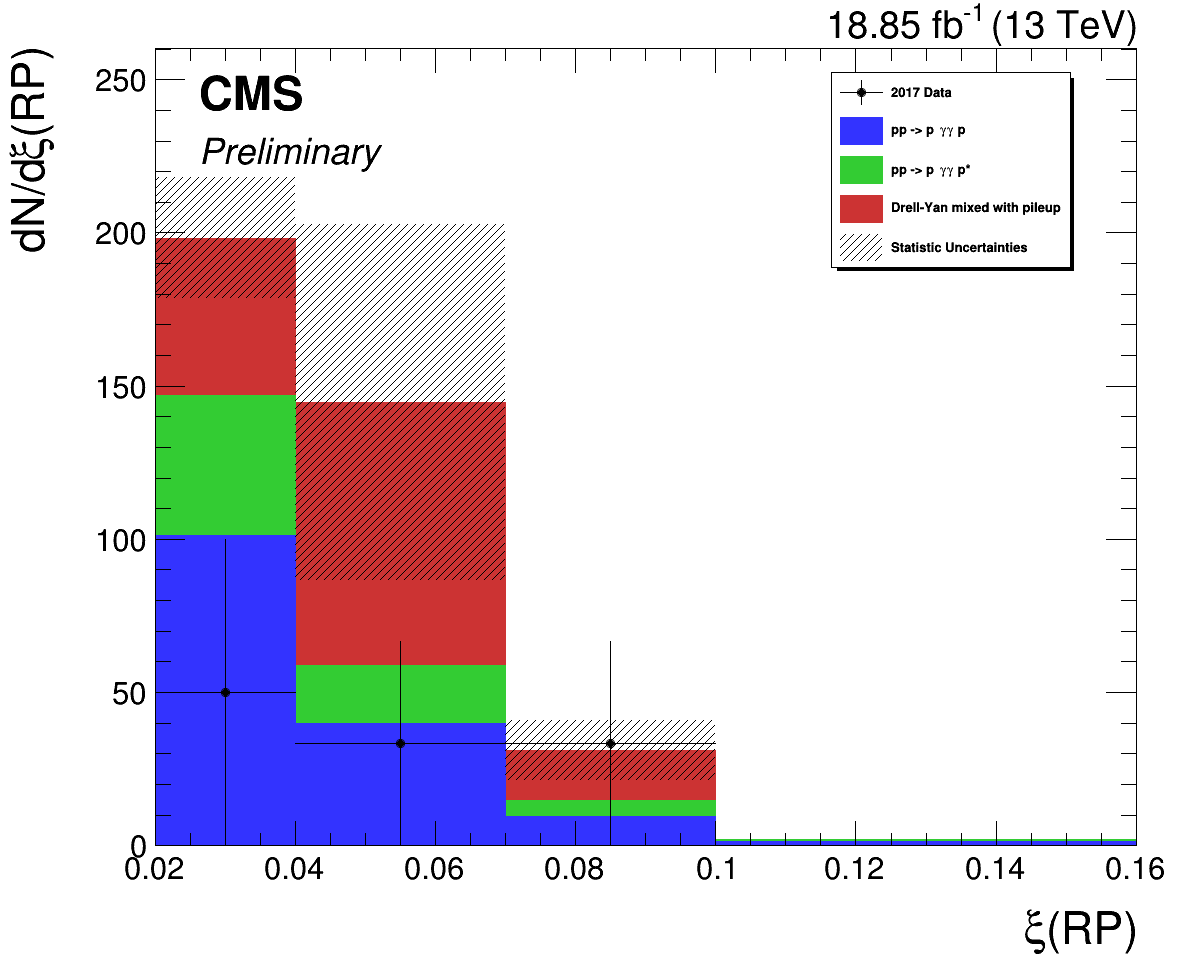 18.85 fb-1 (13 TeV)
dN/dξ(RP)
CMS
Preliminary
2017 Data
pp -> p γγ p
pp -> p γγ p*
Drell-Yan mixed with pileup
Statistic Uncertainties
250
200
150
100
50
0
0.02 0.04 0.06 0.08 0.1 0.12 0.14 0.16
ξ(RP)